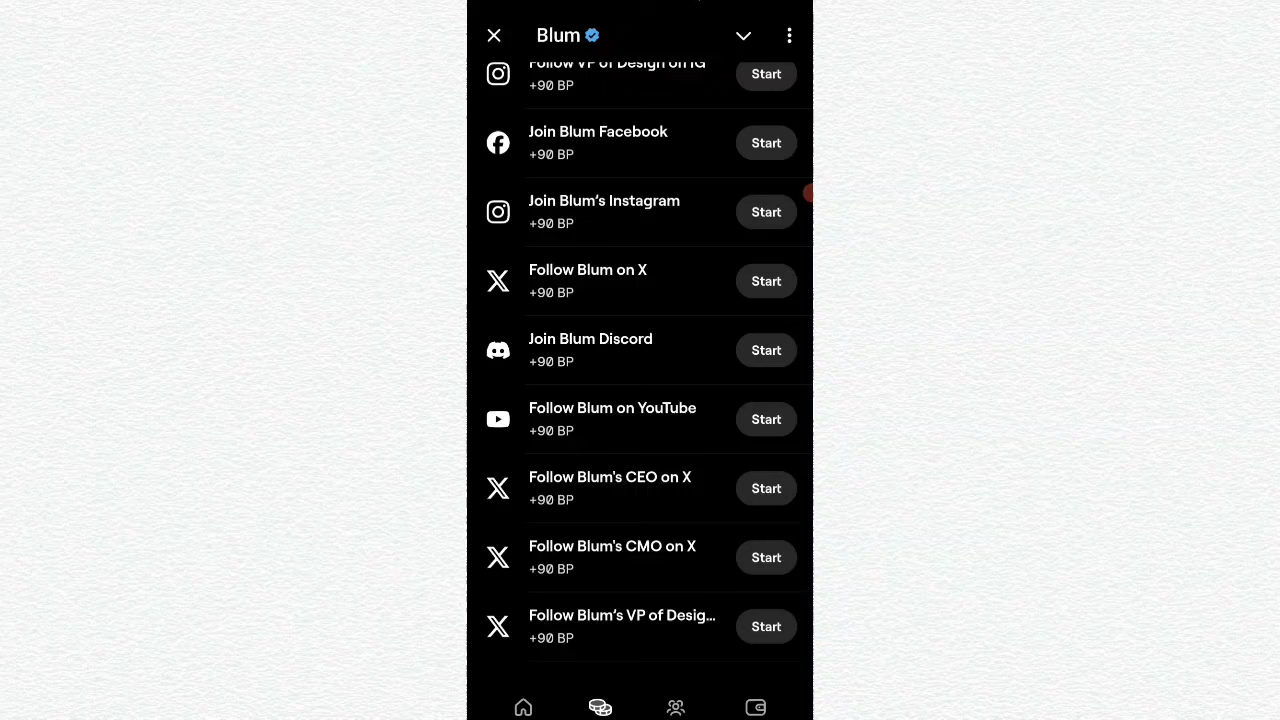 Blum
Follow VP of Design on IG
+90 BP
Start
Join Blum Facebook
+90 BP
Start
Join Blum's Instagram
+90 BP
Start
Follow Blum on X
+90 BP
Start
Join Blum Discord
+90 BP
Start
Follow Blum on YouTube
+90 BP
Start
Follow Blum's CEO on X
+90 BP
Start
Follow Blum's CMO on X
+90 BP
Start
Follow Blum's VP of Desig...
+90 BP
Start